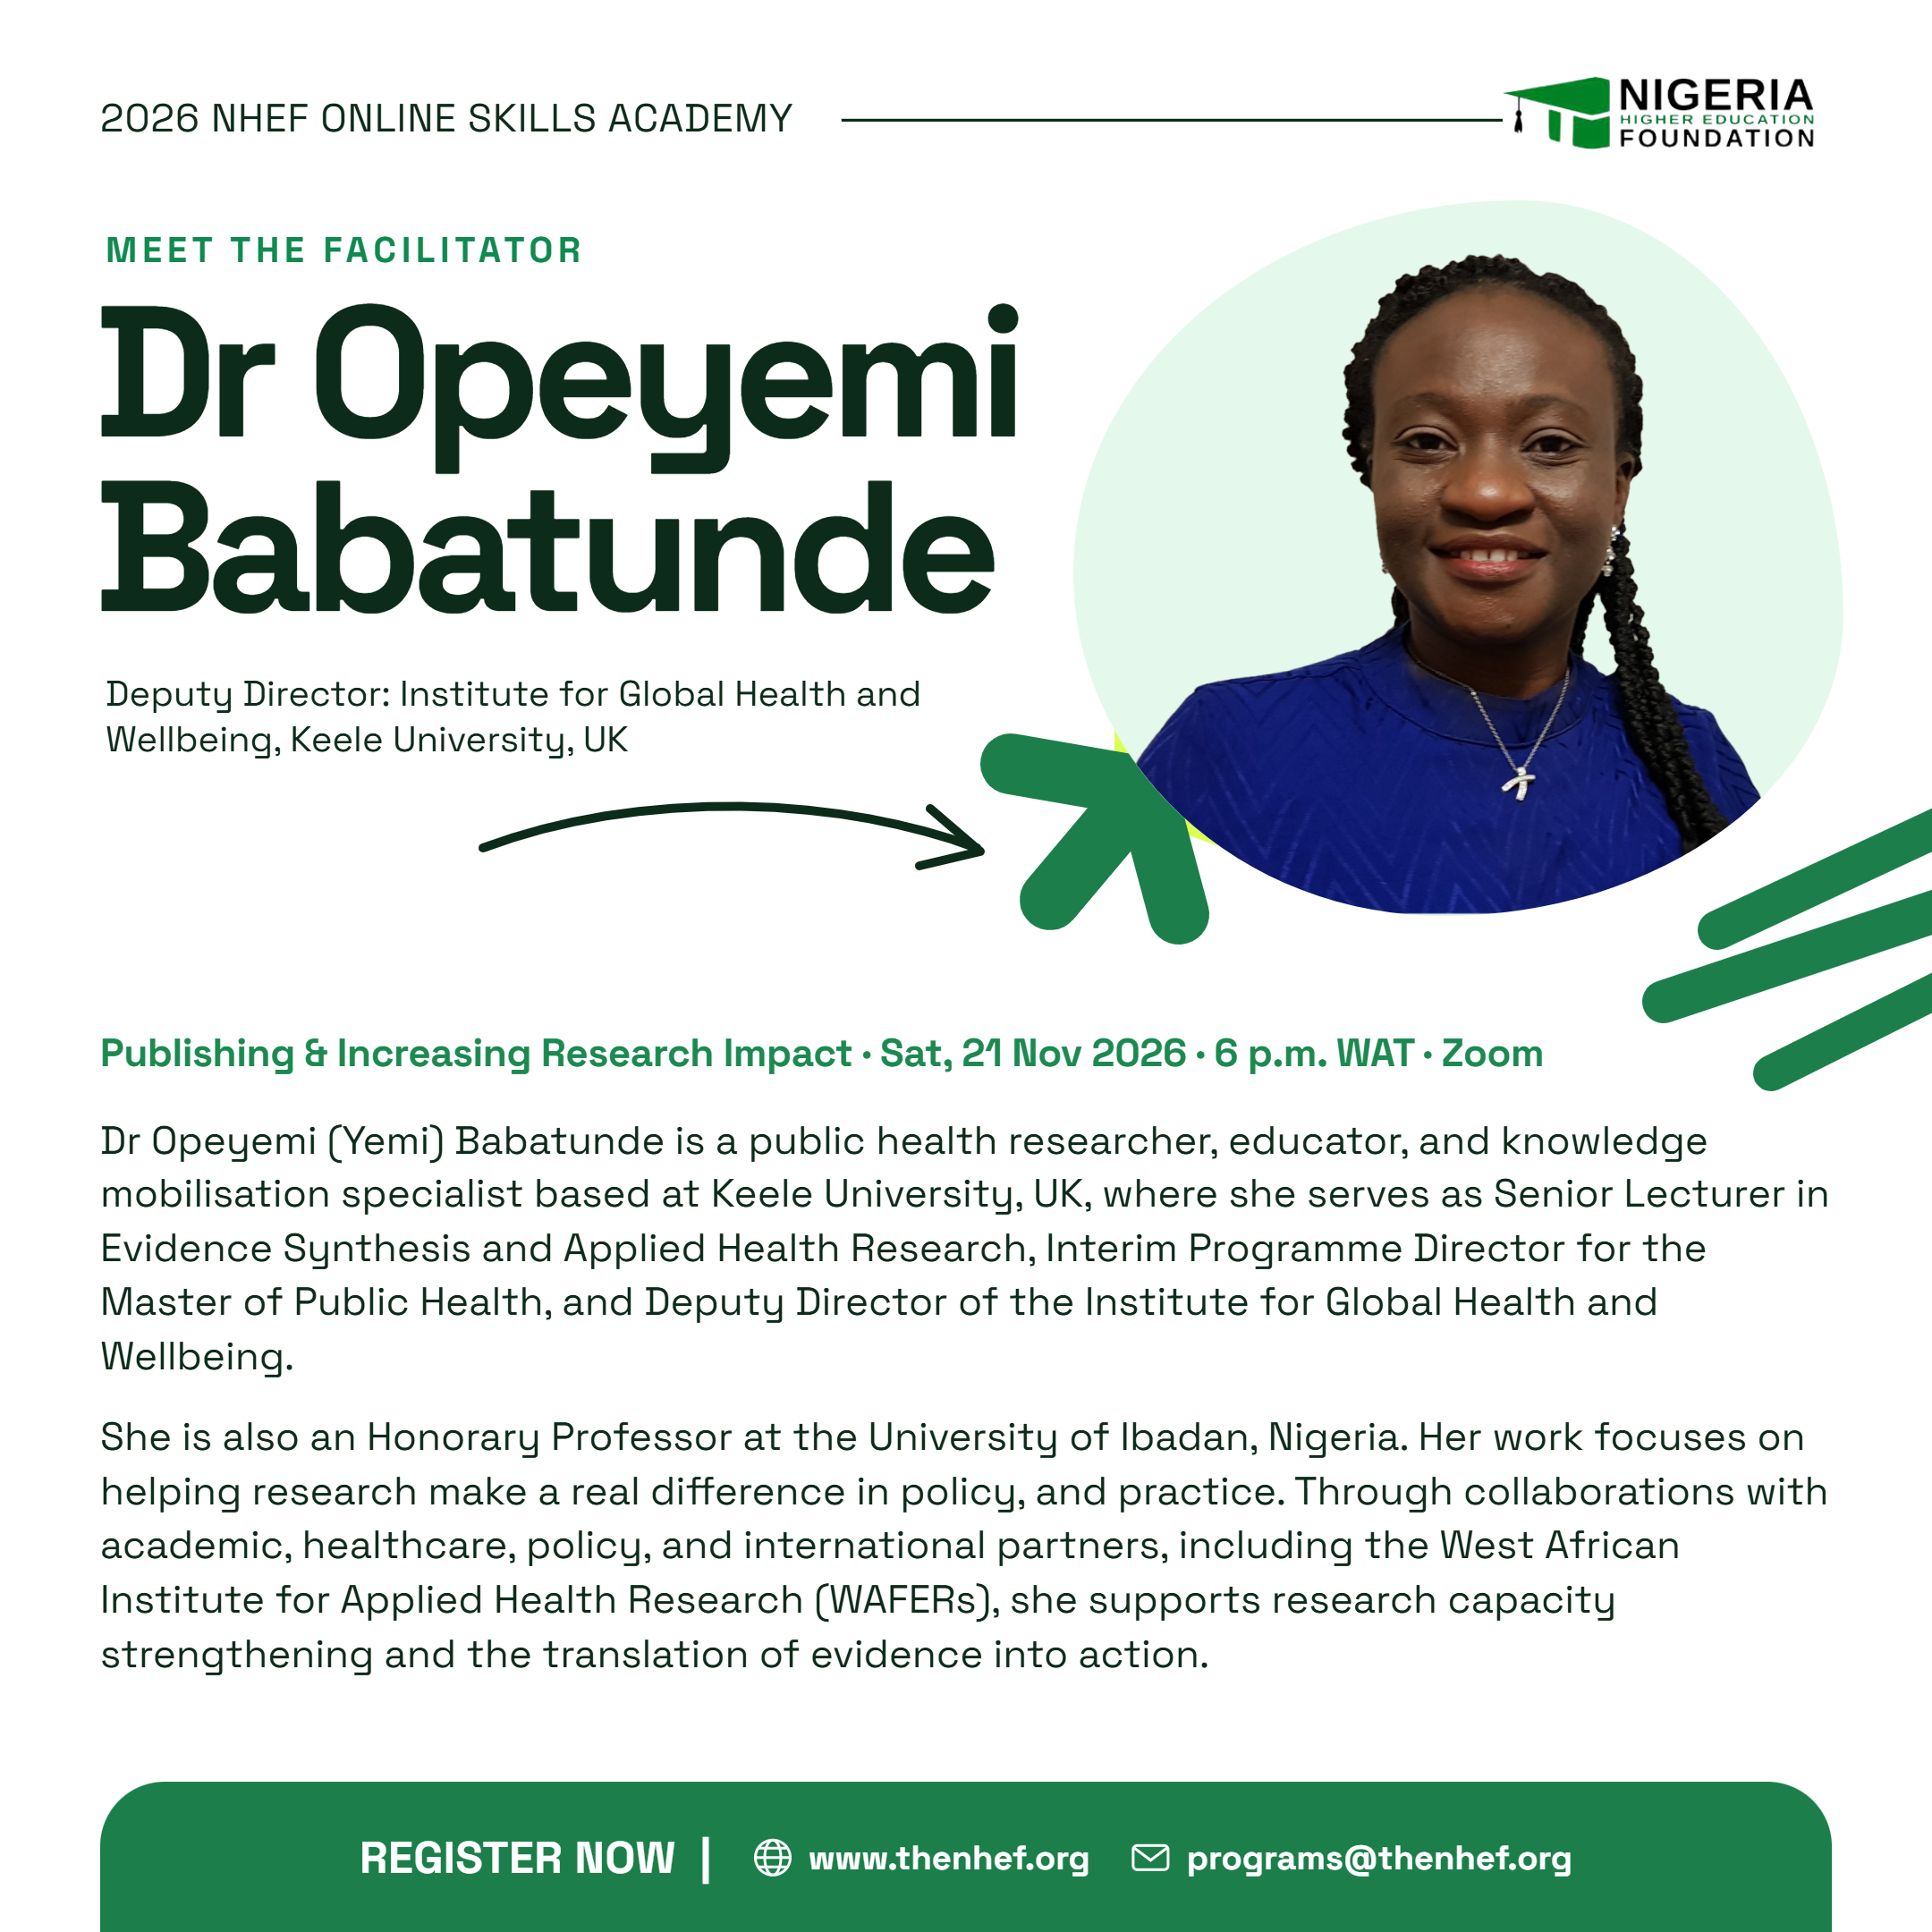 2026 NHEF ONLINE SKILLS ACADEMY
NIGERIA
HIGHER EDUCATION
FOUNDATION
MEET THE FACILITATOR
Dr Opeyemi
Babatunde
Deputy Director: Institute for Global Health and
Wellbeing, Keele University, UK
Publishing & Increasing Research Impact · Sat, 21 Nov 2026 · 6 p.m. WAT · Zoom
Dr Opeyemi (Yemi) Babatunde is a public health researcher, educator, and knowledge
mobilisation specialist based at Keele University, UK, where she serves as Senior Lecturer in
Evidence Synthesis and Applied Health Research, Interim Programme Director for the
Master of Public Health, and Deputy Director of the Institute for Global Health and
Wellbeing.
She is also an Honorary Professor at the University of Ibadan, Nigeria. Her work focuses on
helping research make a real difference in policy, and practice. Through collaborations with
academic, healthcare, policy, and international partners, including the West African
Institute for Applied Health Research (WAFERs), she supports research capacity
strengthening and the translation of evidence into action.
REGISTER NOW | www.thenhef.org programs@thenhef.org